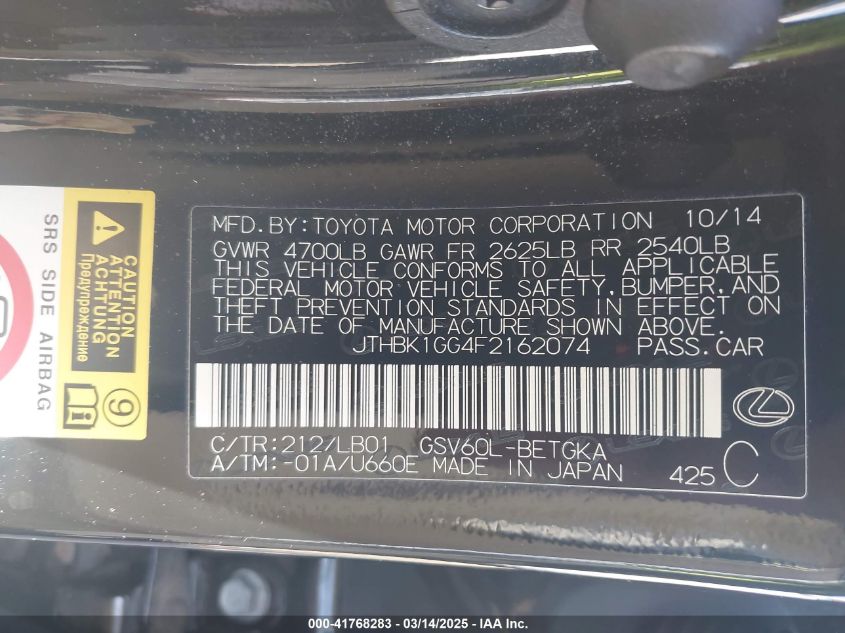 MFD.BY:TOYOTA MOTOR CORPORATION 10/14
GVWR 4700LB GAWR FR 2625LB RR 2540LB
THIS VEHICLE CONFORMS TO ALL APPLICABLE
FEDERAL MOTOR VEHICLE SAFETY,BUMPER,AND
THEFT PREVENTION STANDARDS IN EFFECT ON
THE DATE OF MANUFACTURE SHOWN ABOVE.
JTHBK1GG4F2162074 PASS.CAR
C/TR:212/LB01 GSV60L-BETGKA
A/TM:-01A/U660E MADE IN JAPAN 425 C
CAUTION
ATTENTION
ACHTUNG
Предупреждение
9
SRS SIDE AIRBAG
000-41768283 - 03/14/2025 - IAA Inc.